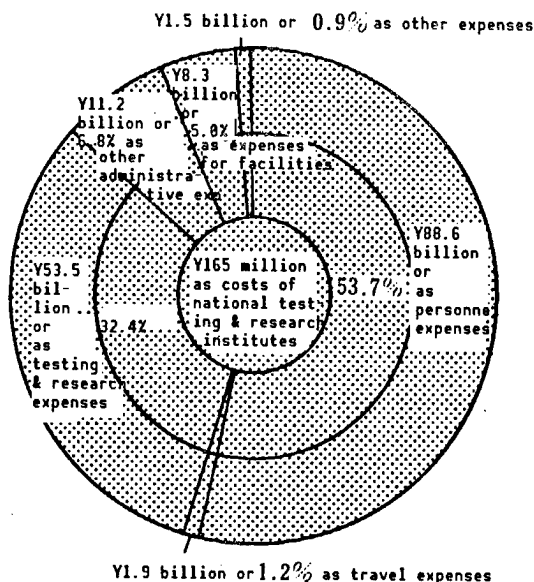 Y1.5 billion or 0.9% as other expenses
Y8.3
billion
or
5.0%
as expenses
for facilities
Y11.2
billion or
6.8% as
other
administra-
tive exp
Y88.6
billion
or
53.7%
as
personnel
expenses
Y165 million
as costs of
national test-
ing & research
institutes
Y53.5
bil-
lion
or
32.4%
as
testing
& research
expenses
Y1.9 billion or 1.2% as travel expenses